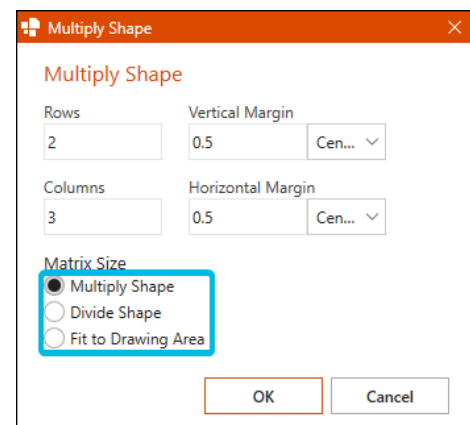 Multiply Shape
Multiply Shape
Rows Vertical Margin
2 0.5 Cen...
Columns Horizontal Margin
3 0.5 Cen...
Matrix Size
Multiply Shape
Divide Shape
Fit to Drawing Area
OK Cancel